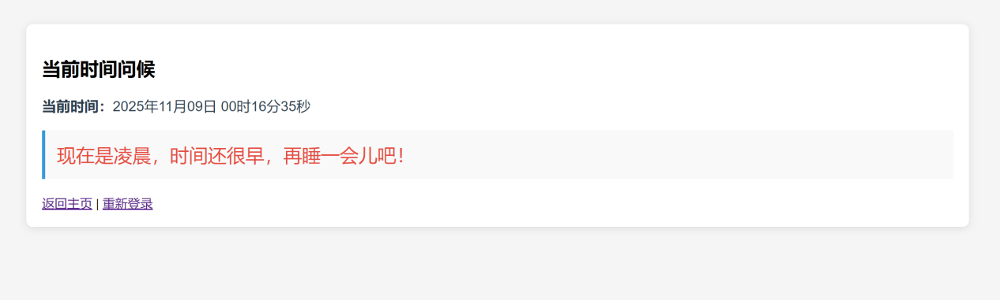 当前时间问候
当前时间：2025年11月09日 00时16分35秒
现在是凌晨，时间还很早，再睡一会儿吧！
返回主页 | 重新登录